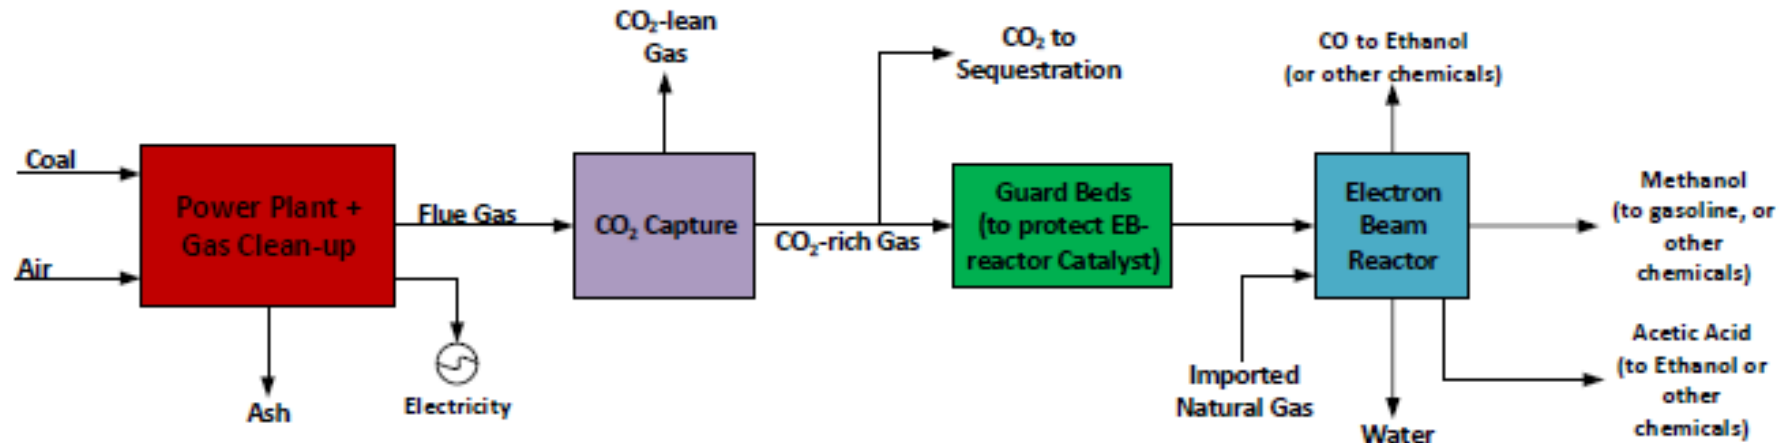 Coal
Air
Power Plant +
Gas Clean-up
Ash
Flue Gas
Electricity
CO₂-lean
Gas
CO₂ Capture
CO₂-rich Gas
CO₂ to
Sequestration
Guard Beds
(to protect EB-
reactor Catalyst)
Imported
Natural Gas
CO to Ethanol
(or other chemicals)
Electron
Beam
Reactor
Water
Methanol
(to gasoline, or
other
chemicals)
Acetic Acid
(to Ethanol or
other
chemicals)